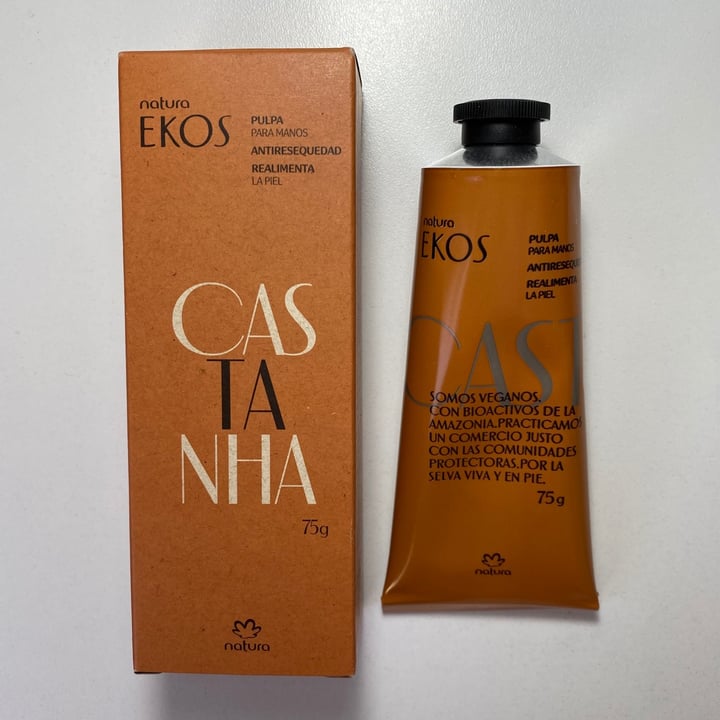 natura
EKOS
PULPA
PARA MANOS
ANTIRESEQUEDAD
REALIMENTA
LA PIEL
CAS
TA
NHA
75g
natura
natura
EKOS
PULPA
PARA MANOS
ANTIRESEQU
REALIMENTA
LA PIEL
CAST
SOMOS VEGANOS.
CON BIOACTIVOS DE LA
AMAZONIA.PRACTICAMOS
UN COMERCIO JUSTO
CON LAS COMUNIDADES
PROTECTORAS.POR LA
SELVA VIVA Y EN PIE.
75g
natura